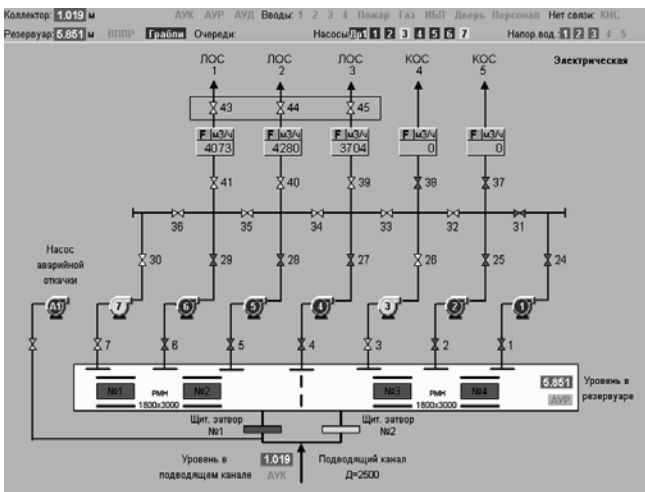 Коллектор: 1.019 м АУК АУР АУД Вводы: 1 2 3 4 Пожар Газ ИБП Дверь Персонал Нет связи: КНС
Резервуар: 5.851 м ВППР Грабли Очереди: Насосы: Др1 1 2 3 4 5 6 7 Напор.вод.: 1 2 3 4 5
ЛОС ЛОС ЛОС КОС КОС Электрическая
1 2 3 4 5
43 44 45
F м3/ч F м3/ч F м3/ч F м3/ч F м3/ч
4073 4280 3704 0 0
41 40 39 38 37
36 35 34 33 32 31
Насос
аварийной
откачки
30 29 28 27 26 25 24
А1 7 6 5 4 3 2 1
7 6 5 4 3 2 1
№1 РМН №2 №3 РМН №4 5.851 Уровень в
1800х3000 1800х3000 АУР резервуаре
Щит. затвор Щит. затвор
№1 №2
Уровень в 1.019 Подводящий канал
подводящем канале АУК Д=2500